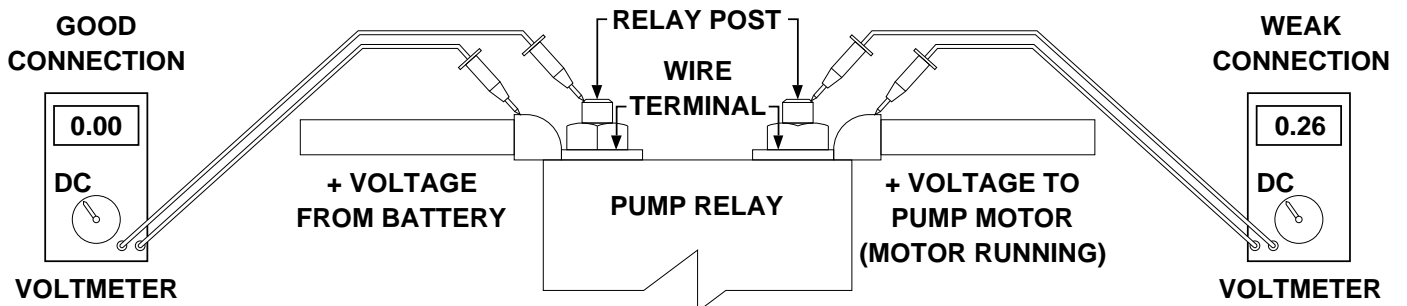 GOOD
CONNECTION
0.00
DC
VOLTMETER
+ VOLTAGE
FROM BATTERY
RELAY POST
WIRE
TERMINAL
PUMP RELAY
+ VOLTAGE TO
PUMP MOTOR
(MOTOR RUNNING)
WEAK
CONNECTION
0.26
DC
VOLTMETER